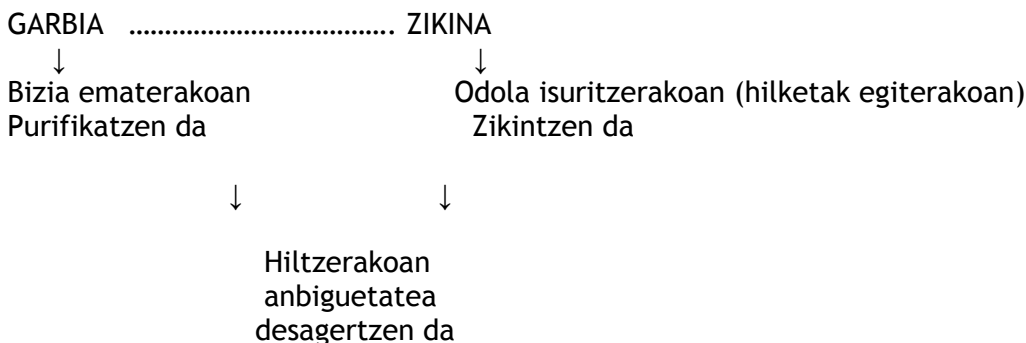 GARBIA ………………………………. ZIKINA
↓ ↓
Bizia ematerakoan Odola isuritzerakoan (hilketak egiterakoan)
Purifikatzen da Zikintzen da
↓ ↓
Hiltzerakoan
anbiguetatea
desagertzen da